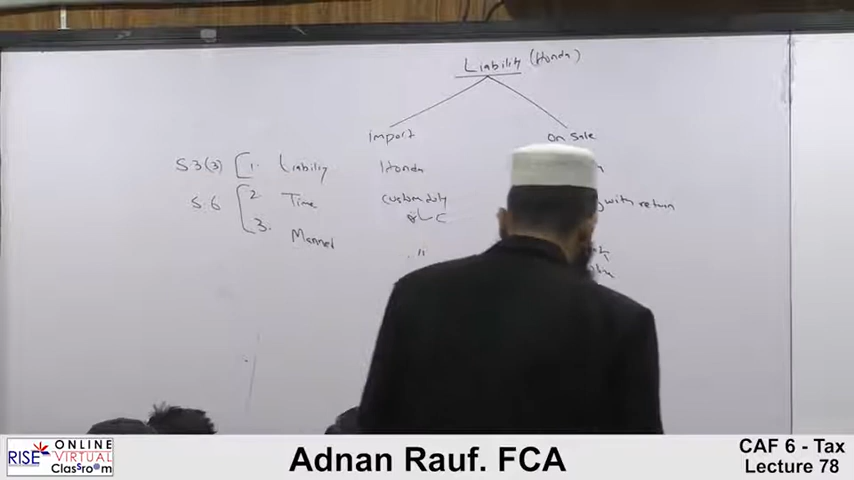 Liability (Honda)
import
on sale
S 3(3) 1. Liability Honda
S. 6 2. Time custom duty with return
LC
3. Manner "
RISE ONLINE VIRTUAL Classroom
Adnan Rauf. FCA
CAF 6 - Tax
Lecture 78